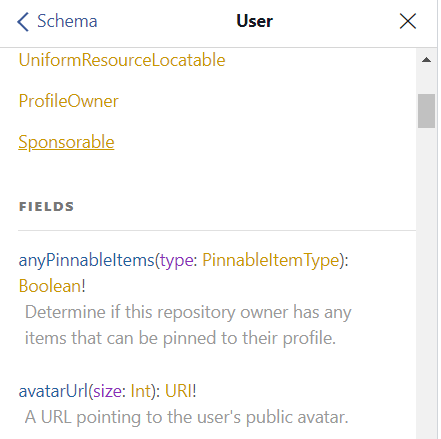 Schema
User
UniformResourceLocatable
ProfileOwner
Sponsorable
FIELDS
anyPinnableItems(type: PinnableItemType):
Boolean!
Determine if this repository owner has any
items that can be pinned to their profile.
avatarUrl(size: Int): URI!
A URL pointing to the user's public avatar.